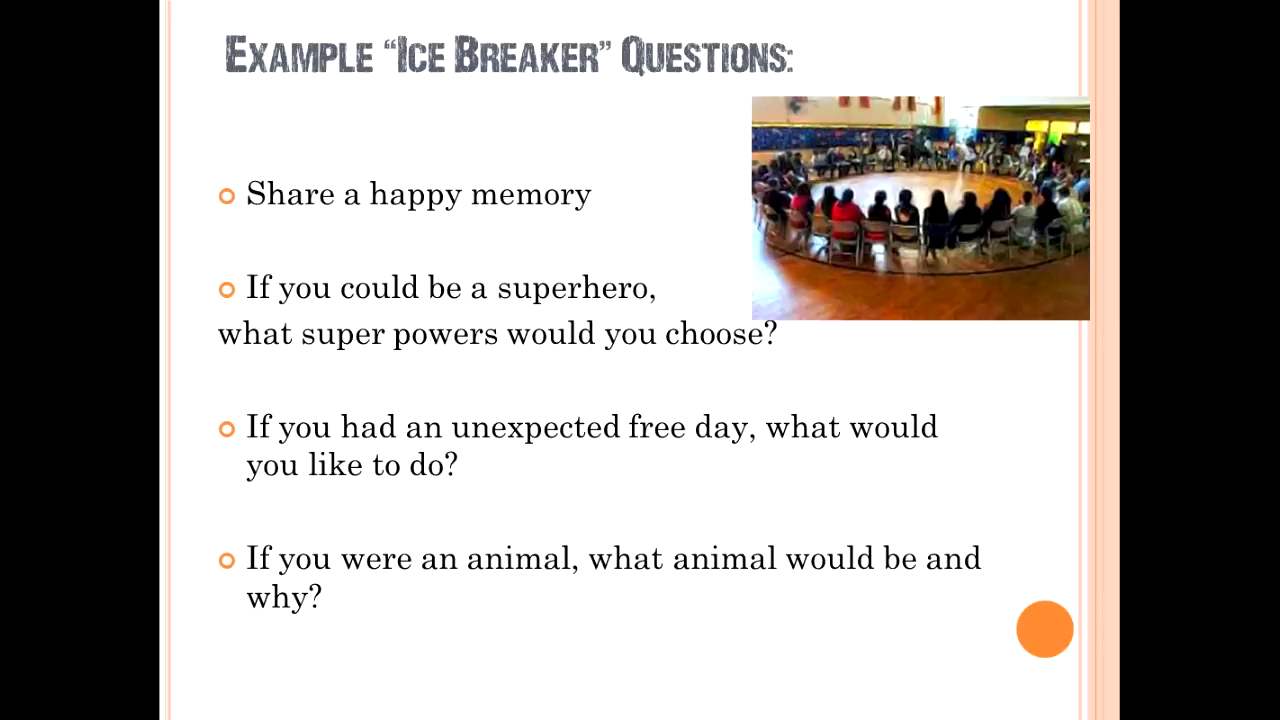 EXAMPLE “ICE BREAKER” QUESTIONS:
Share a happy memory
If you could be a superhero,
what super powers would you choose?
If you had an unexpected free day, what would
you like to do?
If you were an animal, what animal would be and
why?